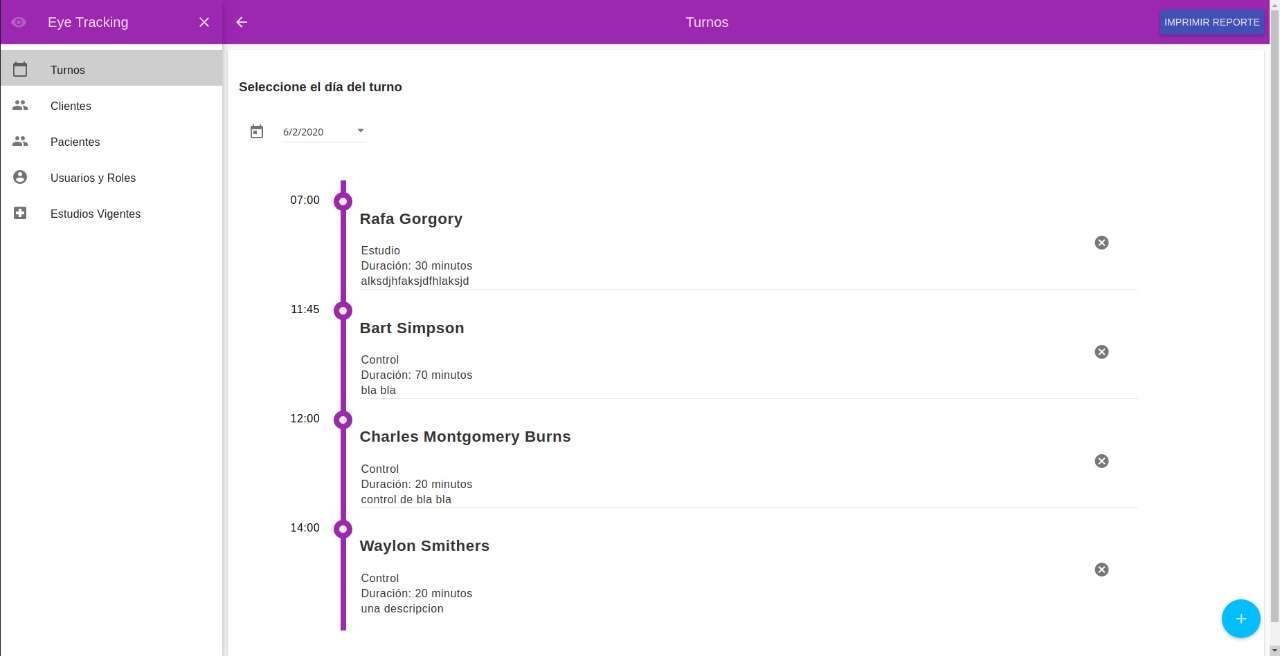 Eye Tracking
Turnos
IMPRIMIR REPORTE
Turnos
Clientes
Pacientes
Usuarios y Roles
Estudios Vigentes
Seleccione el día del turno
6/2/2020
07:00
Rafa Gorgory
Estudio
Duración: 30 minutos
alksdjhfaksjdfhlaksjd
11:45
Bart Simpson
Control
Duración: 70 minutos
bla bla
12:00
Charles Montgomery Burns
Control
Duración: 20 minutos
control de bla bla
14:00
Waylon Smithers
Control
Duración: 20 minutos
una descripcion